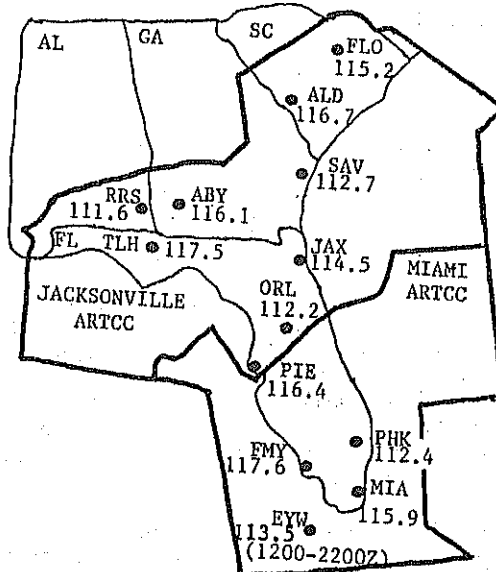 AL
GA
SC
FLO
115.2
ALD
116.7
SAV
112.7
RRS
111.6
ABY
116.1
FL
TLH
117.5
JAX
114.5
JACKSONVILLE
ARTCC
ORL
112.2
MIAMI
ARTCC
PIE
116.4
PHK
112.4
FMY
117.6
MIA
115.9
EYW
113.5
(1200-2200Z)